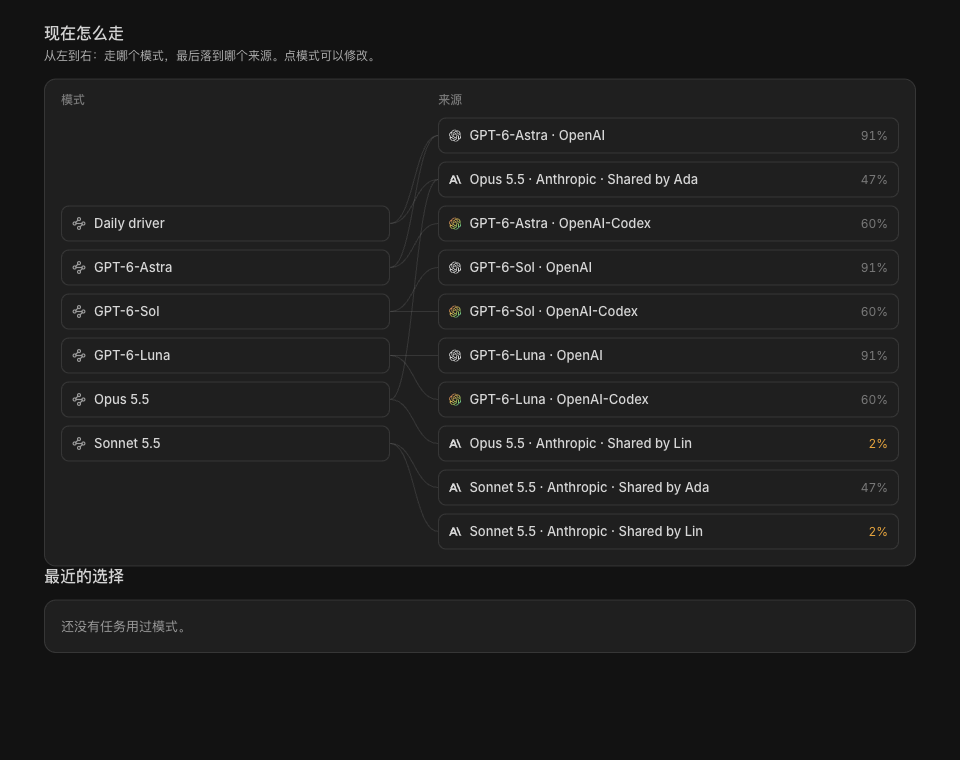 现在怎么走
从左到右：走哪个模式，最后落到哪个来源。点模式可以修改。
模式
来源
GPT-6-Astra · OpenAI 91%
Opus 5.5 · Anthropic · Shared by Ada 47%
Daily driver
GPT-6-Astra · OpenAI-Codex 60%
GPT-6-Astra
GPT-6-Sol · OpenAI 91%
GPT-6-Sol
GPT-6-Sol · OpenAI-Codex 60%
GPT-6-Luna
GPT-6-Luna · OpenAI 91%
Opus 5.5
GPT-6-Luna · OpenAI-Codex 60%
Sonnet 5.5
Opus 5.5 · Anthropic · Shared by Lin 2%
Sonnet 5.5 · Anthropic · Shared by Ada 47%
Sonnet 5.5 · Anthropic · Shared by Lin 2%
最近的选择
还没有任务用过模式。